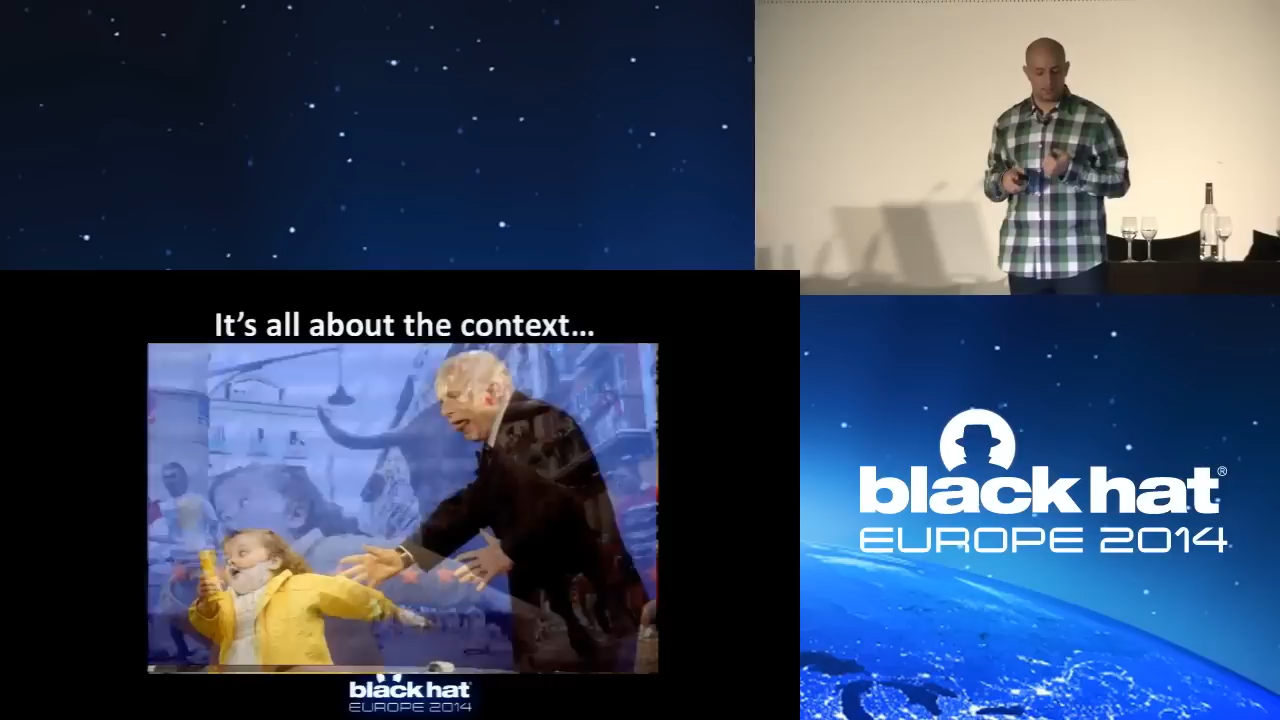 It's all about the context...
black hat
EUROPE 2014
black hat®
EUROPE 2014